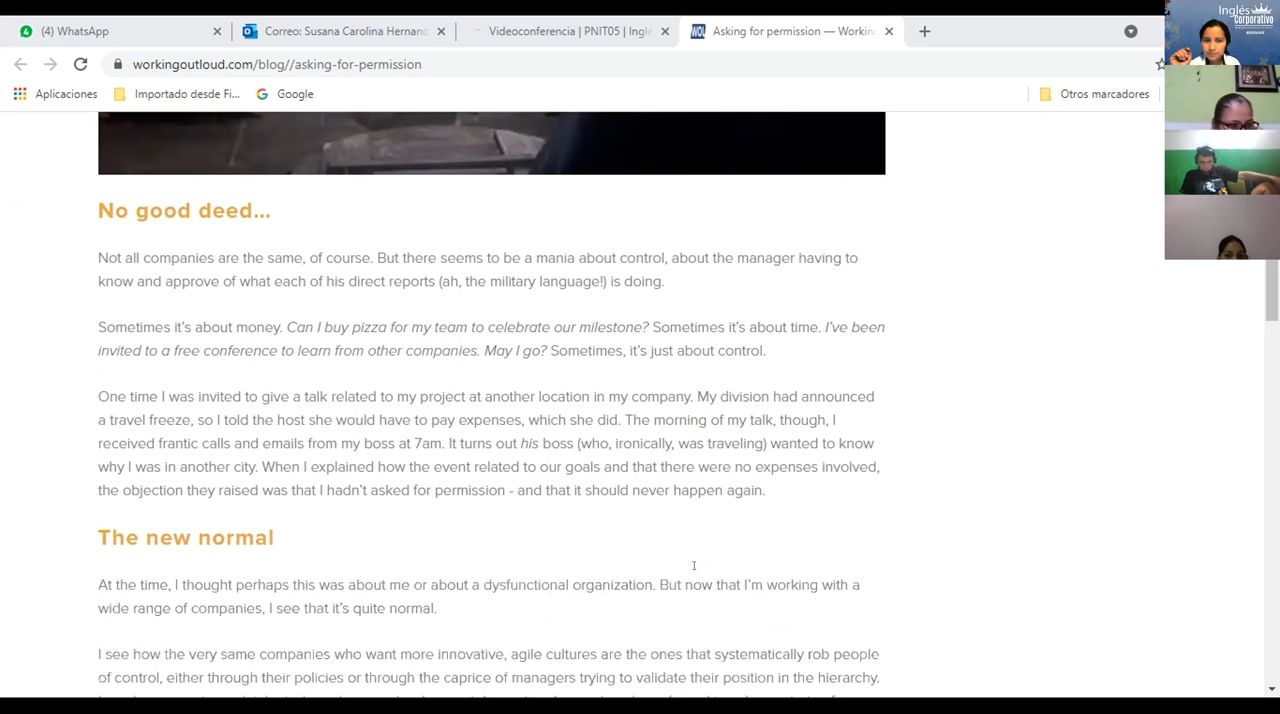 (4) WhatsApp
Correo: Susana Carolina Hernand
Videoconferencia | PNIT05 | Ingl
WOL
Asking for permission — Workin
workingoutloud.com/blog//asking-for-permission
Aplicaciones
Importado desde Fi...
Google
Otros marcadores
Inglés
Corporativo
BEGINNER
No good deed...
Not all companies are the same, of course. But there seems to be a mania about control, about the manager having to
know and approve of what each of his direct reports (ah, the military language!) is doing.
Sometimes it's about money. Can I buy pizza for my team to celebrate our milestone? Sometimes it's about time. I've been
invited to a free conference to learn from other companies. May I go? Sometimes, it's just about control.
One time I was invited to give a talk related to my project at another location in my company. My division had announced
a travel freeze, so I told the host she would have to pay expenses, which she did. The morning of my talk, though, I
received frantic calls and emails from my boss at 7am. It turns out his boss (who, ironically, was traveling) wanted to know
why I was in another city. When I explained how the event related to our goals and that there were no expenses involved,
the objection they raised was that I hadn't asked for permission - and that it should never happen again.
The new normal
At the time, I thought perhaps this was about me or about a dysfunctional organization. But now that I'm working with a
wide range of companies, I see that it's quite normal.
I see how the very same companies who want more innovative, agile cultures are the ones that systematically rob people
of control, either through their policies or through the caprice of managers trying to validate their position in the hierarchy.